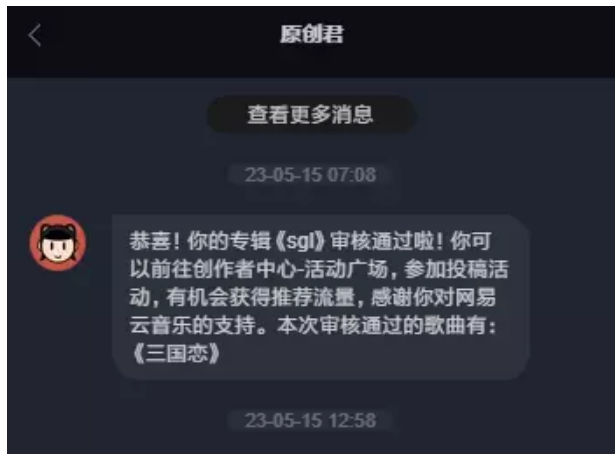 原创君
查看更多消息
23-05-15 07:08
恭喜！你的专辑《sgl》审核通过啦！你可
以前往创作者中心-活动广场，参加投稿活
动，有机会获得推荐流量，感谢你对网易
云音乐的支持。本次审核通过的歌曲有：
《三国恋》
23-05-15 12:58